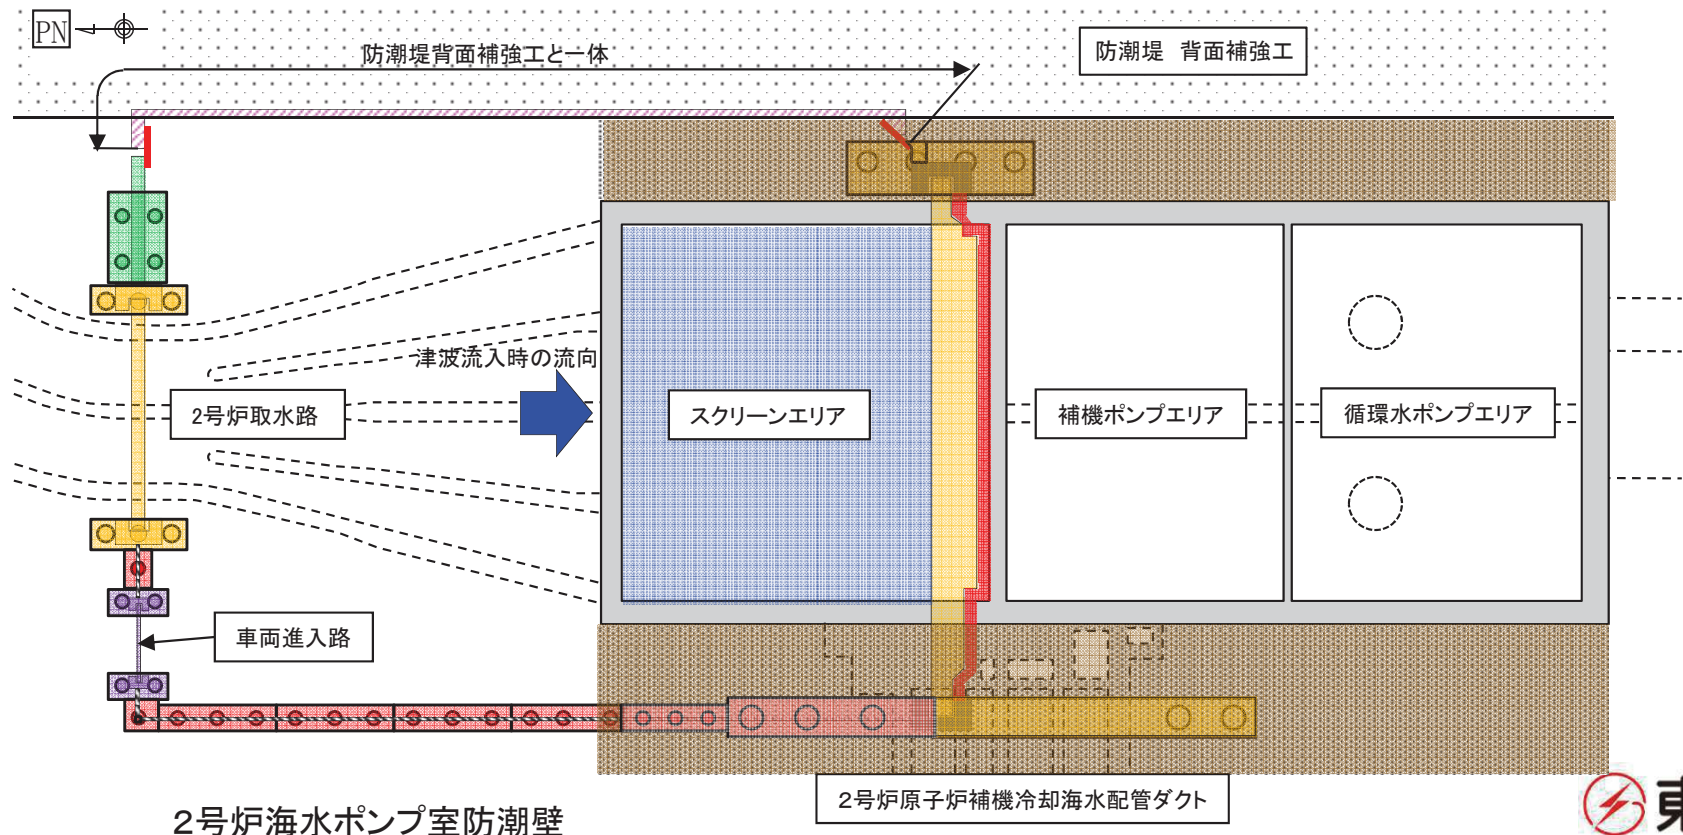 PN
防潮堤背面補強工と一体
防潮堤 背面補強工
津波流入時の流向
2号炉取水路
スクリーンエリア
補機ポンプエリア
循環水ポンプエリア
車両進入路
2号炉原子炉補機冷却海水配管ダクト
2号炉海水ポンプ室防潮壁
東